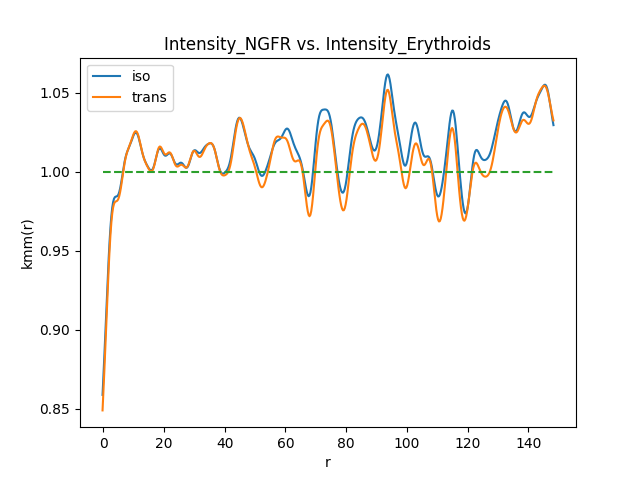 Intensity_NGFR vs. Intensity_Erythroids
iso
trans
1.05
1.00
0.95
0.90
0.85
kmm(r)
0 20 40 60 80 100 120 140
r